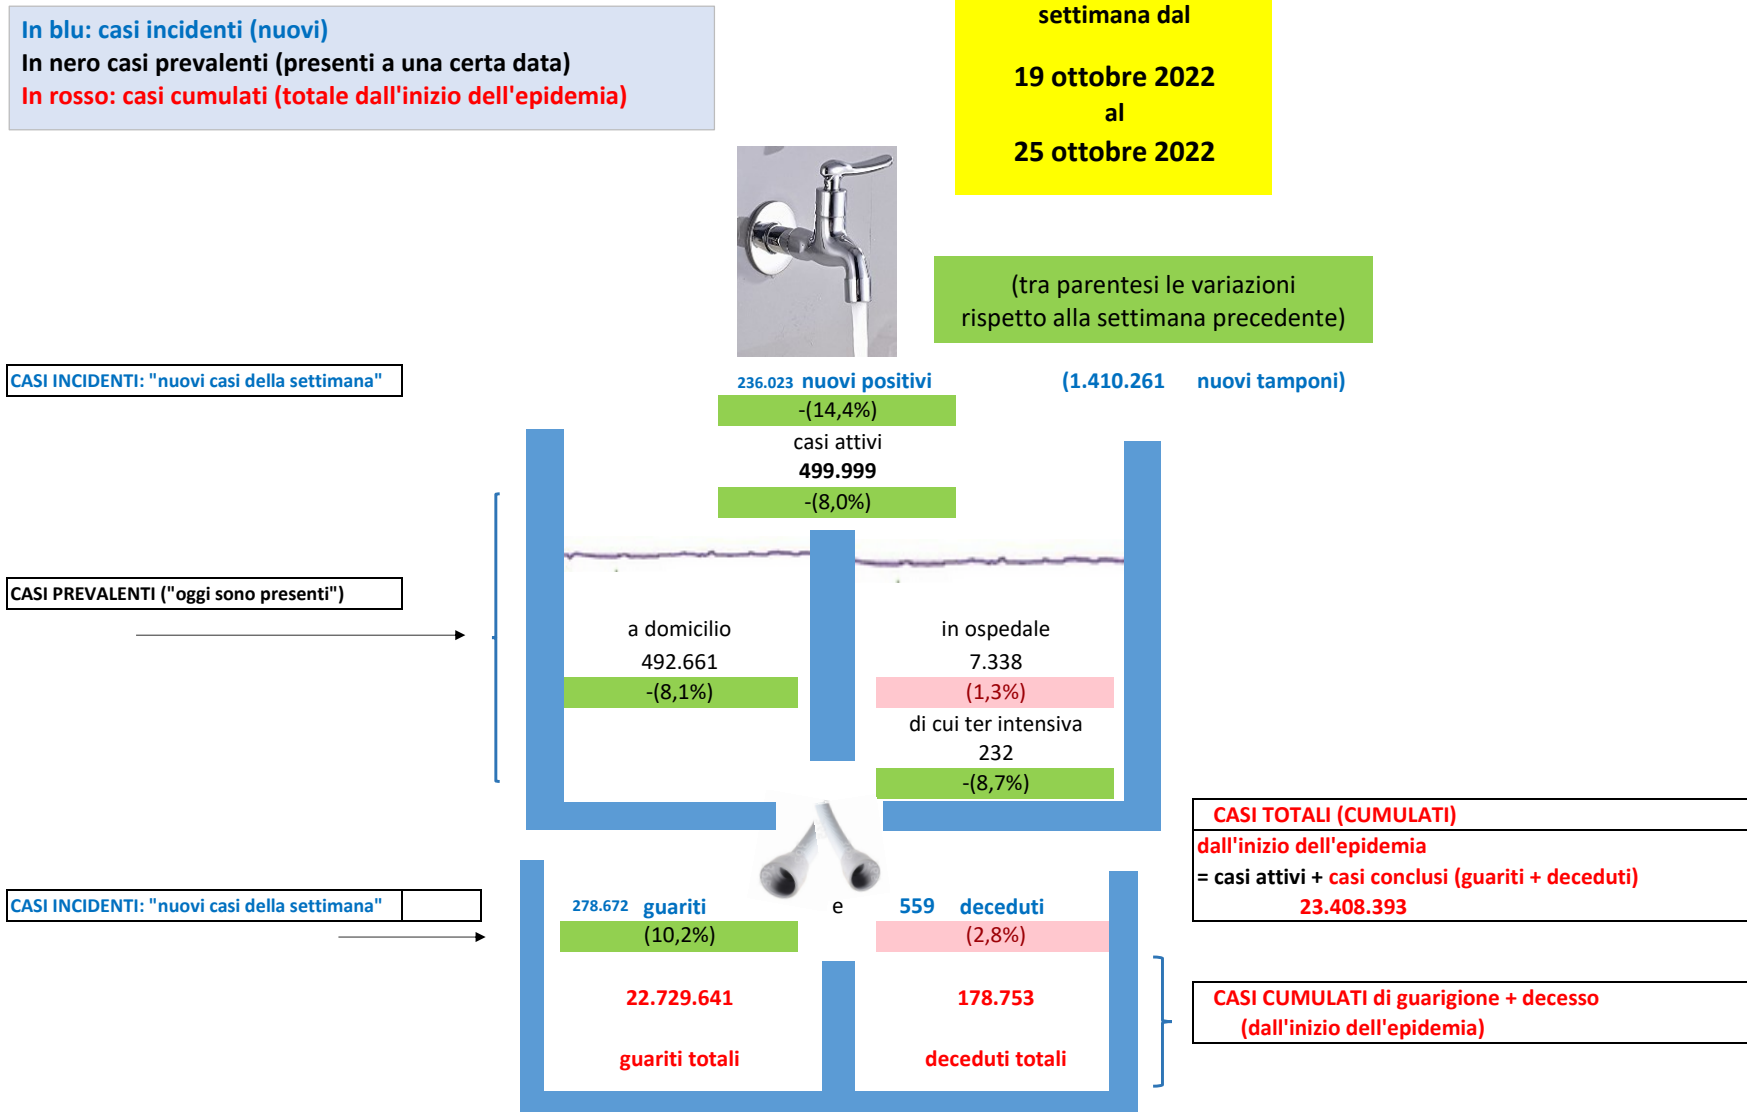 In blu: casi incidenti (nuovi)
In nero casi prevalenti (presenti a una certa data)
In rosso: casi cumulati (totale dall'inizio dell'epidemia)
settimana dal
19 ottobre 2022
al
25 ottobre 2022
(tra parentesi le variazioni
rispetto alla settimana precedente)
CASI INCIDENTI: "nuovi casi della settimana"
236.023 nuovi positivi
(1.410.261 nuovi tamponi)
-(14,4%)
casi attivi
499.999
-(8,0%)
CASI PREVALENTI ("oggi sono presenti")
a domicilio
492.661
-(8,1%)
in ospedale
7.338
(1,3%)
di cui ter intensiva
232
-(8,7%)
CASI TOTALI (CUMULATI)
dall'inizio dell'epidemia
= casi attivi + casi conclusi (guariti + deceduti)
23.408.393
CASI INCIDENTI: "nuovi casi della settimana"
278.672 guariti
e
559 deceduti
(10,2%)
(2,8%)
22.729.641
178.753
guariti totali
deceduti totali
CASI CUMULATI di guarigione + decesso
(dall'inizio dell'epidemia)